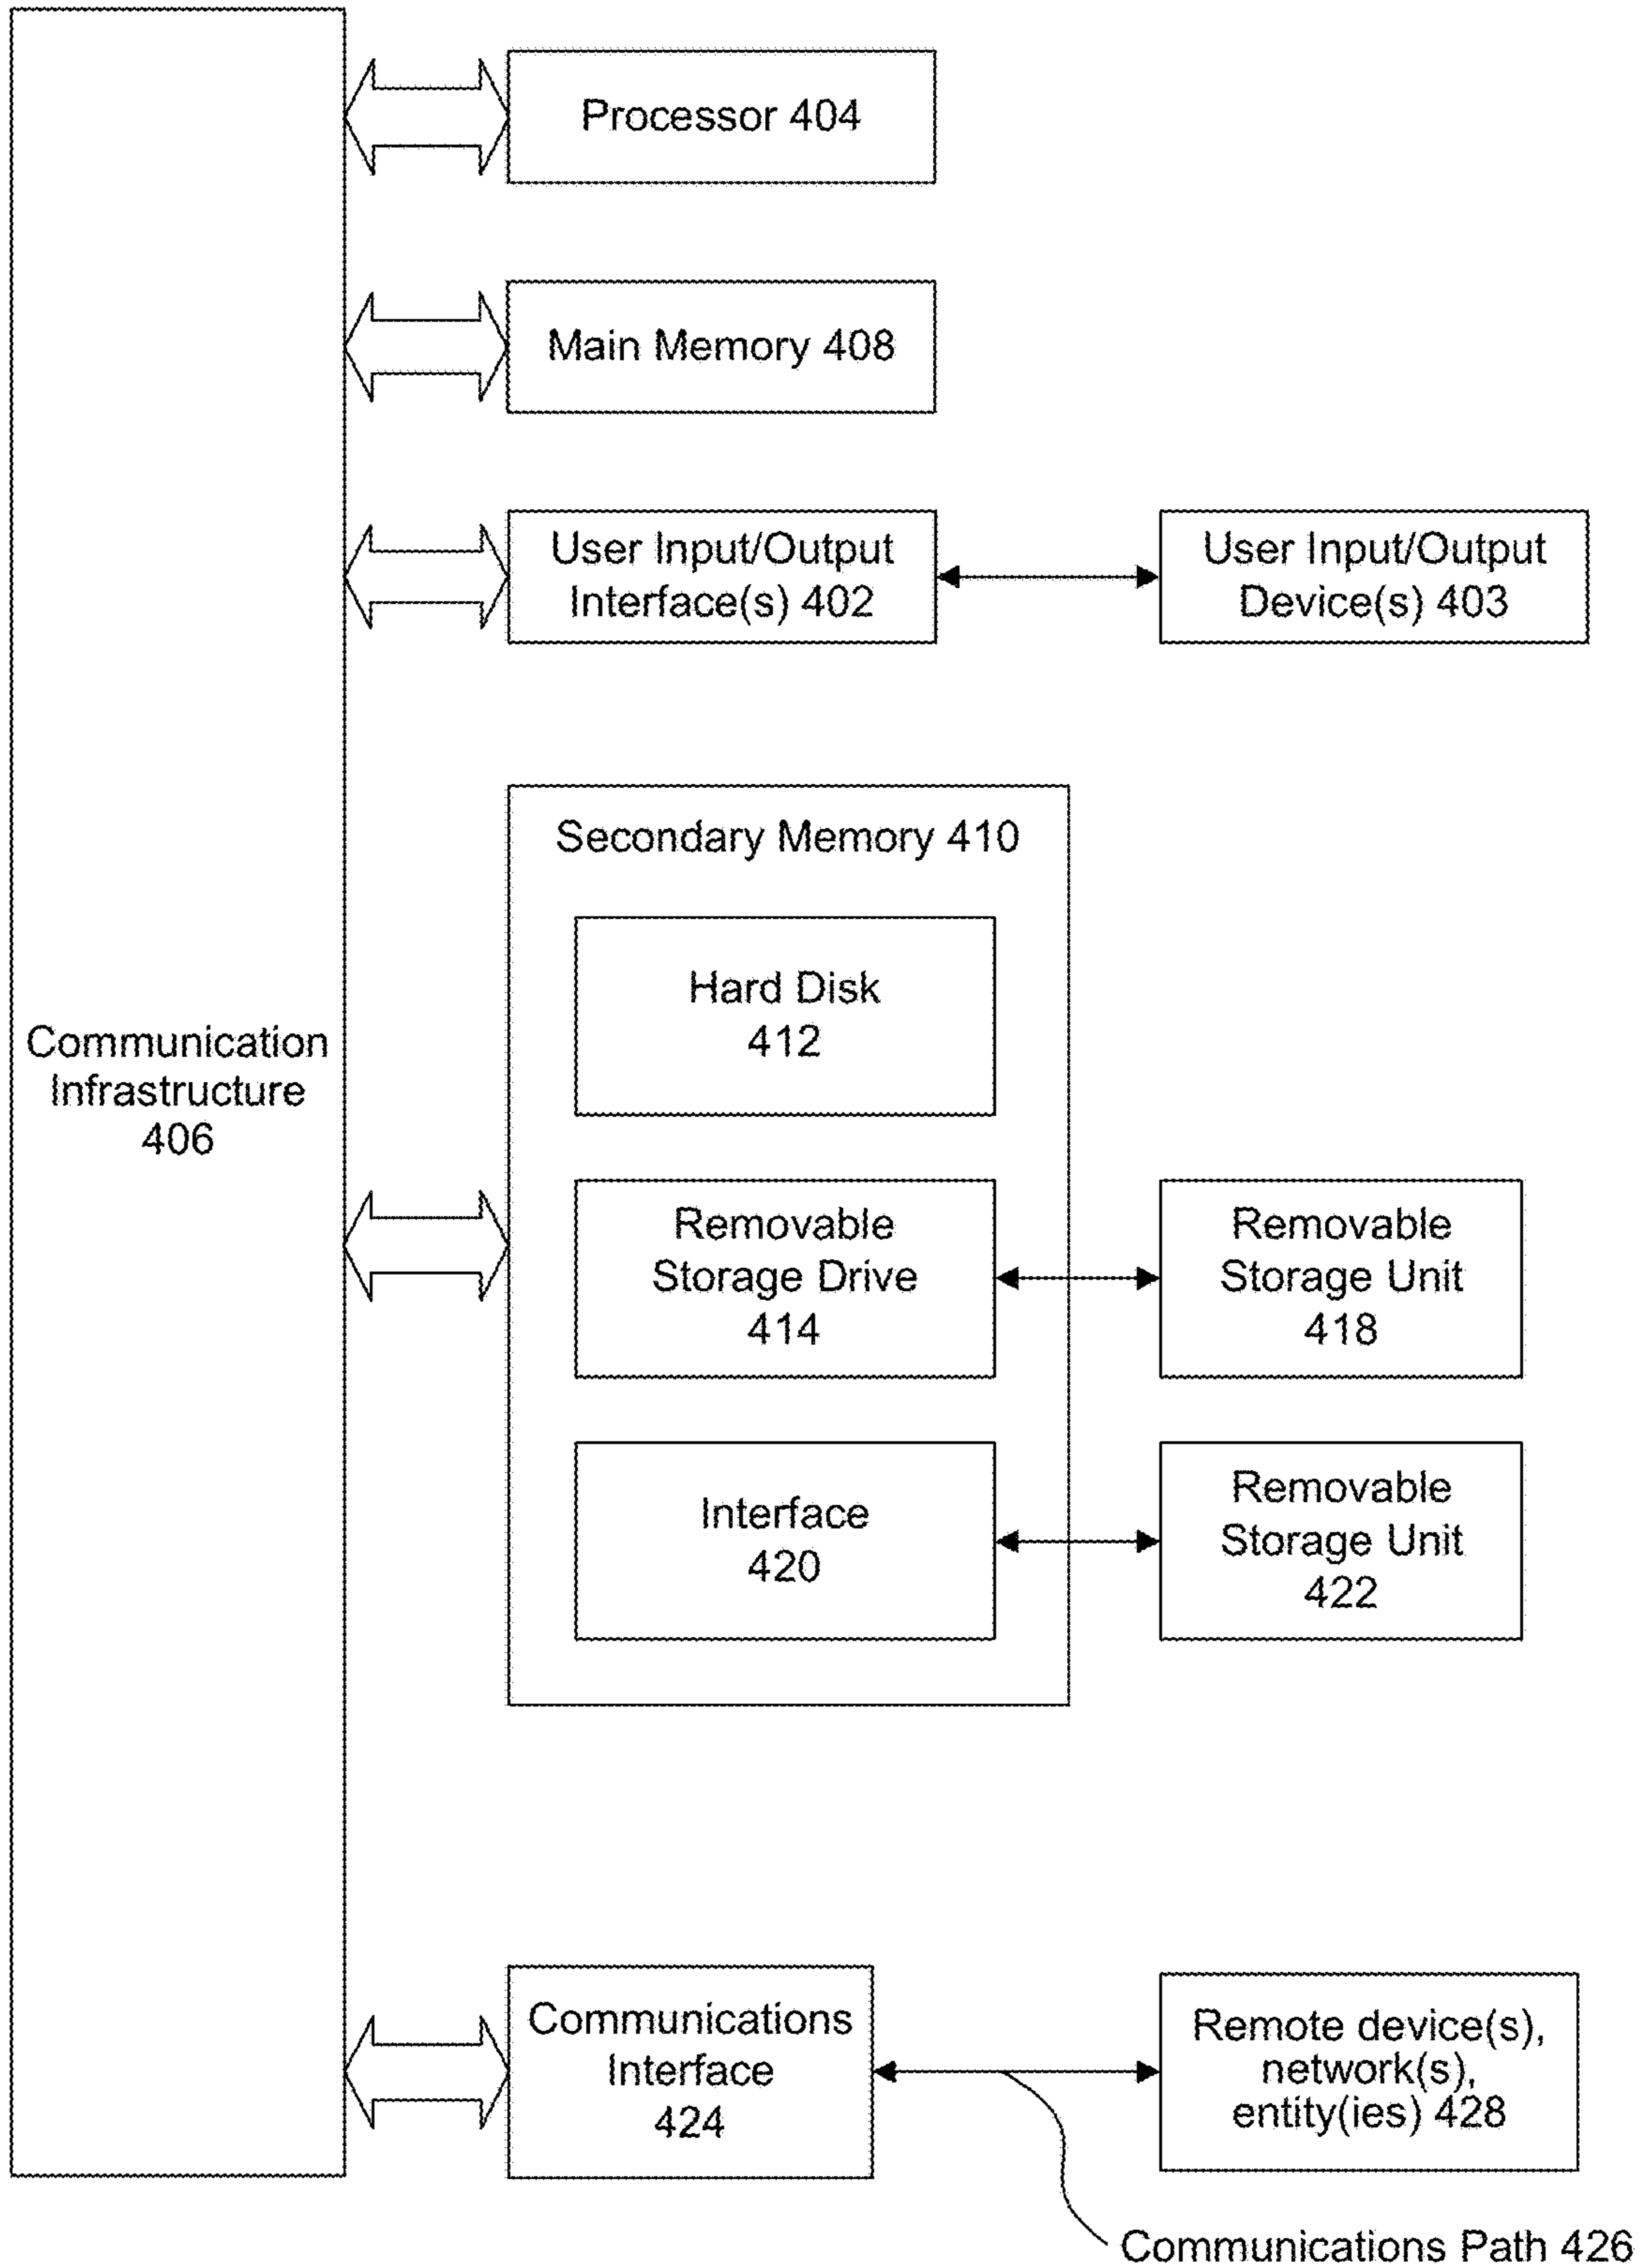 Processor 404
Main Memory 408
User Input/Output
Interface(s) 402
User Input/Output
Device(s) 403
Secondary Memory 410
Hard Disk
412
Communication
Infrastructure
406
Removable
Storage Drive
414
Removable
Storage Unit
418
Interface
420
Removable
Storage Unit
422
Communications
Interface
424
Remote device(s),
network(s),
entity(ies) 428
Communications Path 426